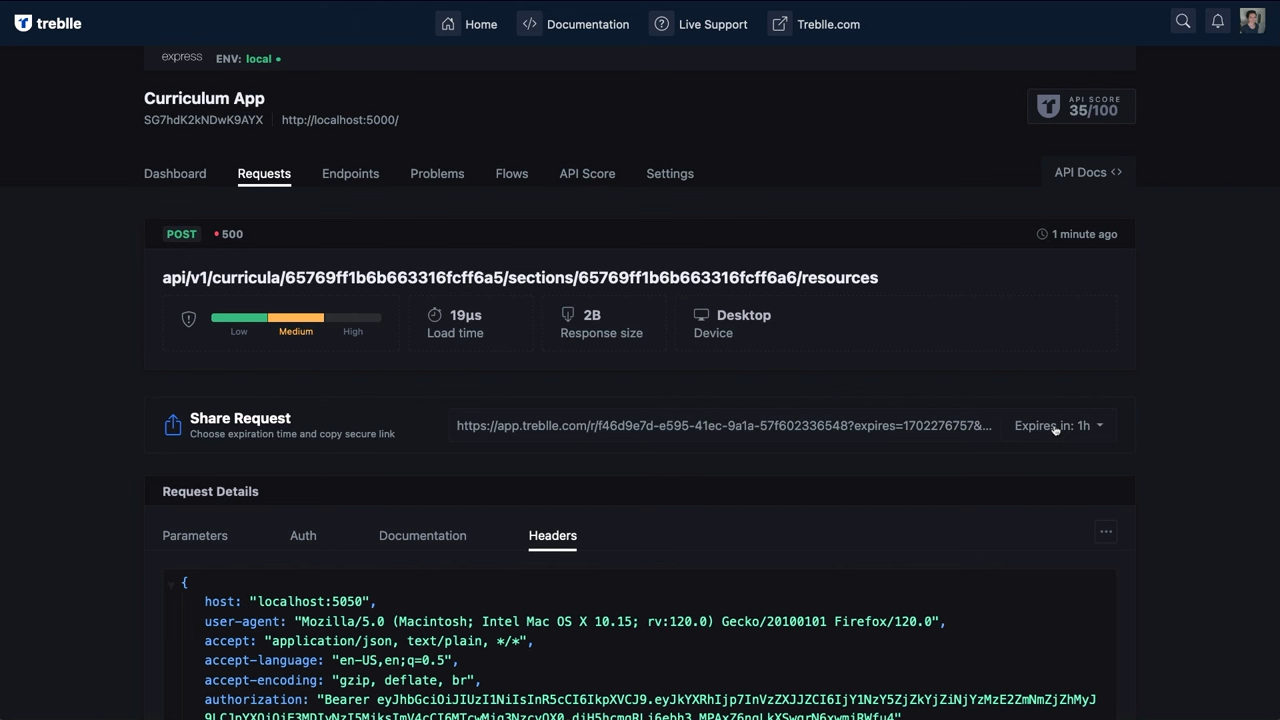 treblle
Home
Documentation
Live Support
Treblle.com
express ENV: local
Curriculum App
SG7hdK2kNDwK9AYX http://localhost:5000/
API SCORE
35/100
Dashboard Requests Endpoints Problems Flows API Score Settings
API Docs <>
POST 500
1 minute ago
api/v1/curricula/65769ff1b6b663316fcff6a5/sections/65769ff1b6b663316fcff6a6/resources
Low Medium High
19µs
Load time
2B
Response size
Desktop
Device
Share Request
Choose expiration time and copy secure link
https://app.treblle.com/r/f46d9e7d-e595-41ec-9a1a-57f602336548?expires=1702276757&...
Expires in: 1h
Request Details
Parameters Auth Documentation Headers
{
host: "localhost:5050",
user-agent: "Mozilla/5.0 (Macintosh; Intel Mac OS X 10.15; rv:120.0) Gecko/20100101 Firefox/120.0",
accept: "application/json, text/plain, */*",
accept-language: "en-US,en;q=0.5",
accept-encoding: "gzip, deflate, br",
authorization: "Bearer